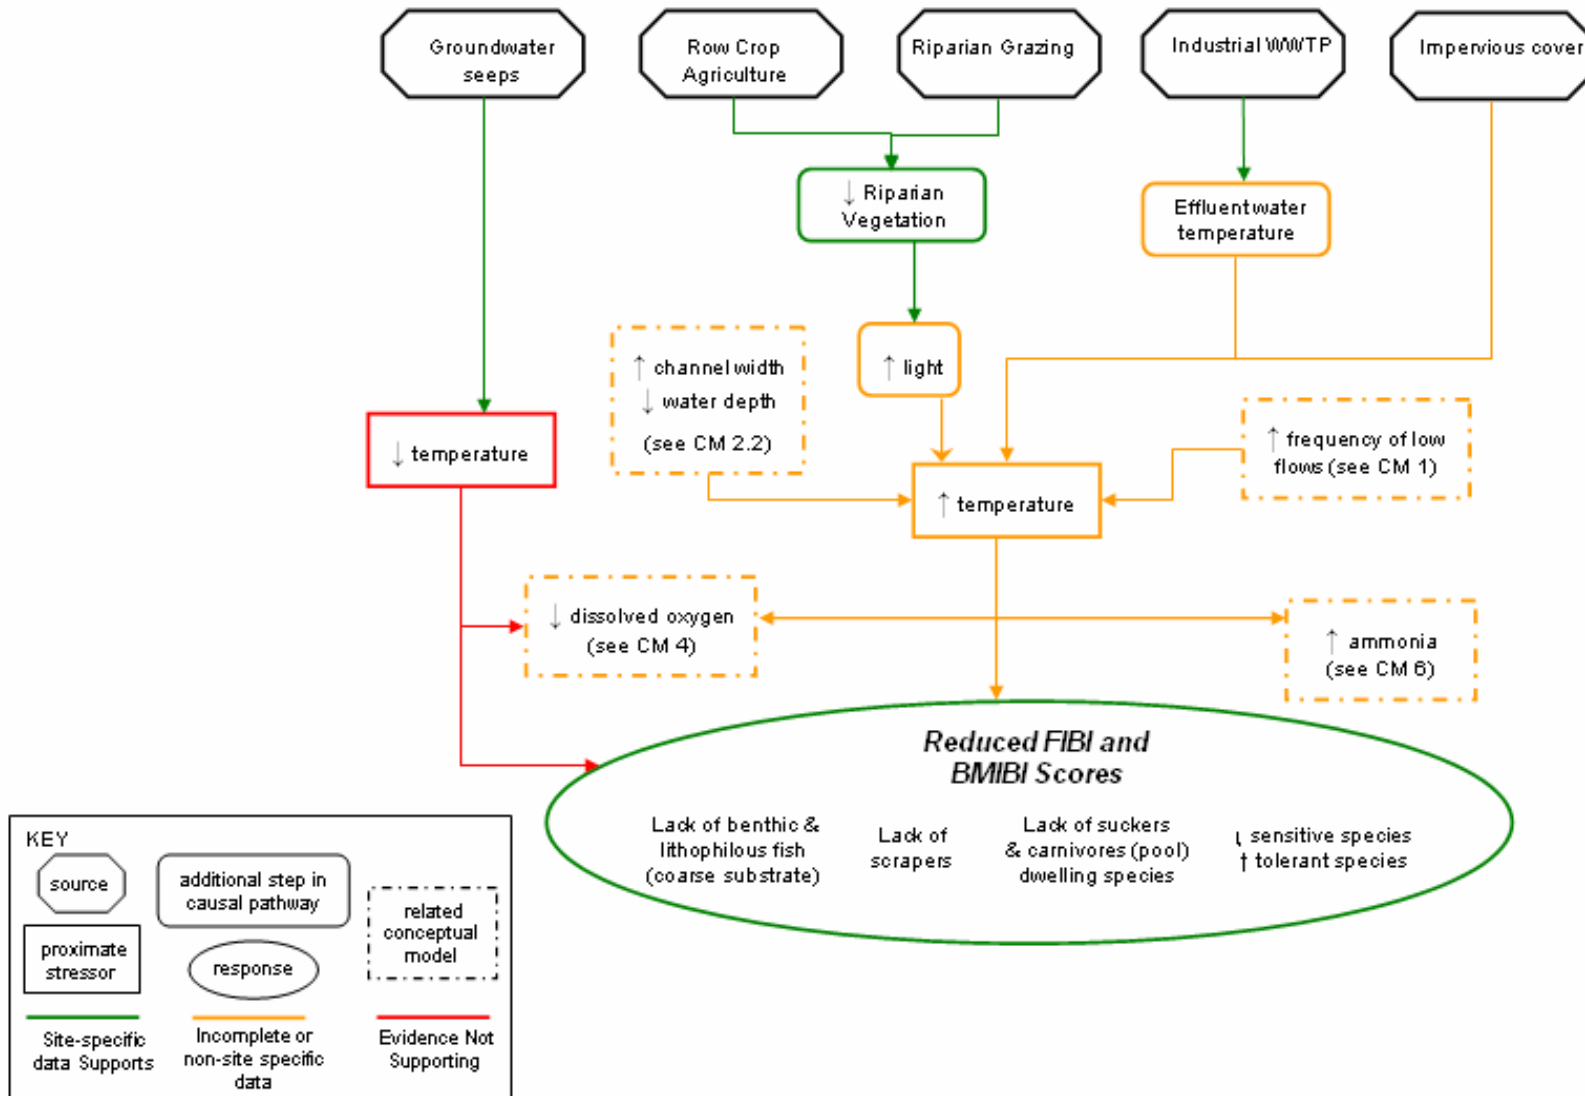 Groundwater
seeps
Row Crop
Agriculture
Riparian Grazing
Industrial WWTP
Impervious cover
↓ Riparian
Vegetation
Effluent water
temperature
↑ channel width
↓ water depth
(see CM 2.2)
↑ light
↓ temperature
↑ frequency of low
flows (see CM 1)
↑ temperature
↓ dissolved oxygen
(see CM 4)
↑ ammonia
(see CM 6)
Reduced FIBI and
BMIBI Scores
Lack of benthic &
lithophilous fish
(coarse substrate)
Lack of
scrapers
Lack of suckers
& carnivores (pool)
dwelling species
↓ sensitive species
↑ tolerant species
KEY
source
additional step in
causal pathway
proximate
stressor
response
related
conceptual
model
Site-specific
data Supports
Incomplete or
non-site specific
data
Evidence Not
Supporting